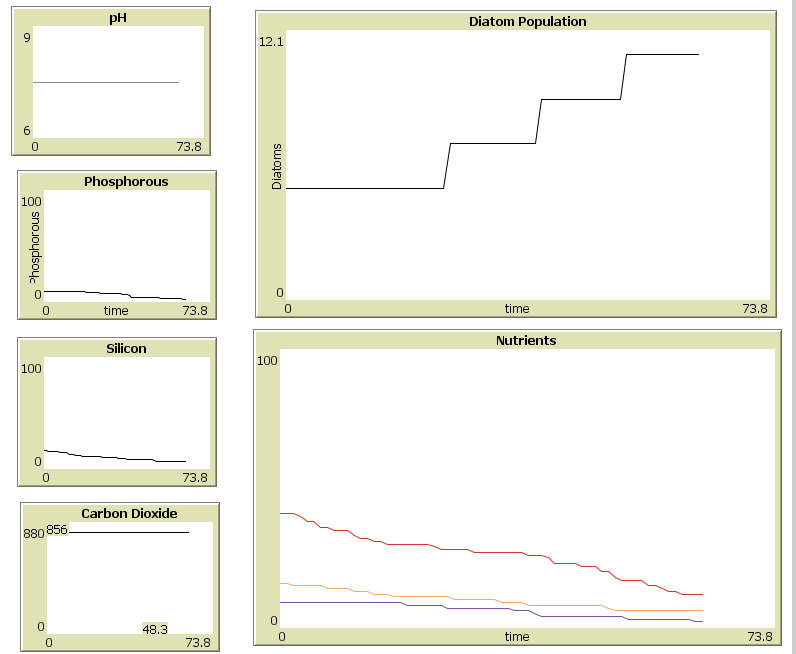 pH
9
6
0
73.8
Phosphorous
100
Phosphorous
0
0
time
73.8
Silicon
100
0
0
73.8
Carbon Dioxide
880
856
0
48.3
0
73.8
Diatom Population
12.1
Diatoms
0
0
time
73.8
Nutrients
100
0
0
time
73.8